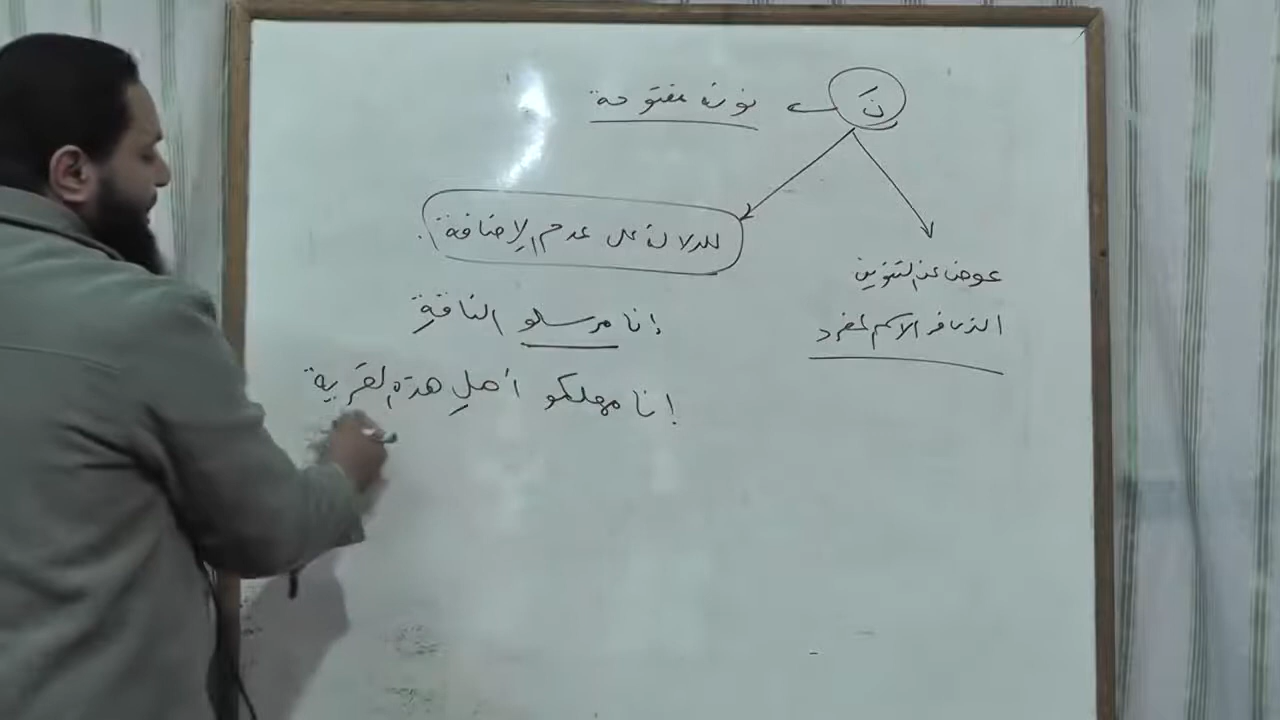 نَ ← نون مفتوحة
للدلالة على عدم الإضافة.
عوض عن التنوين
الذي في الاسم المفرد
إنا مرسلو الناقةِ
إنا مهلكو أهلِ هذه القرية